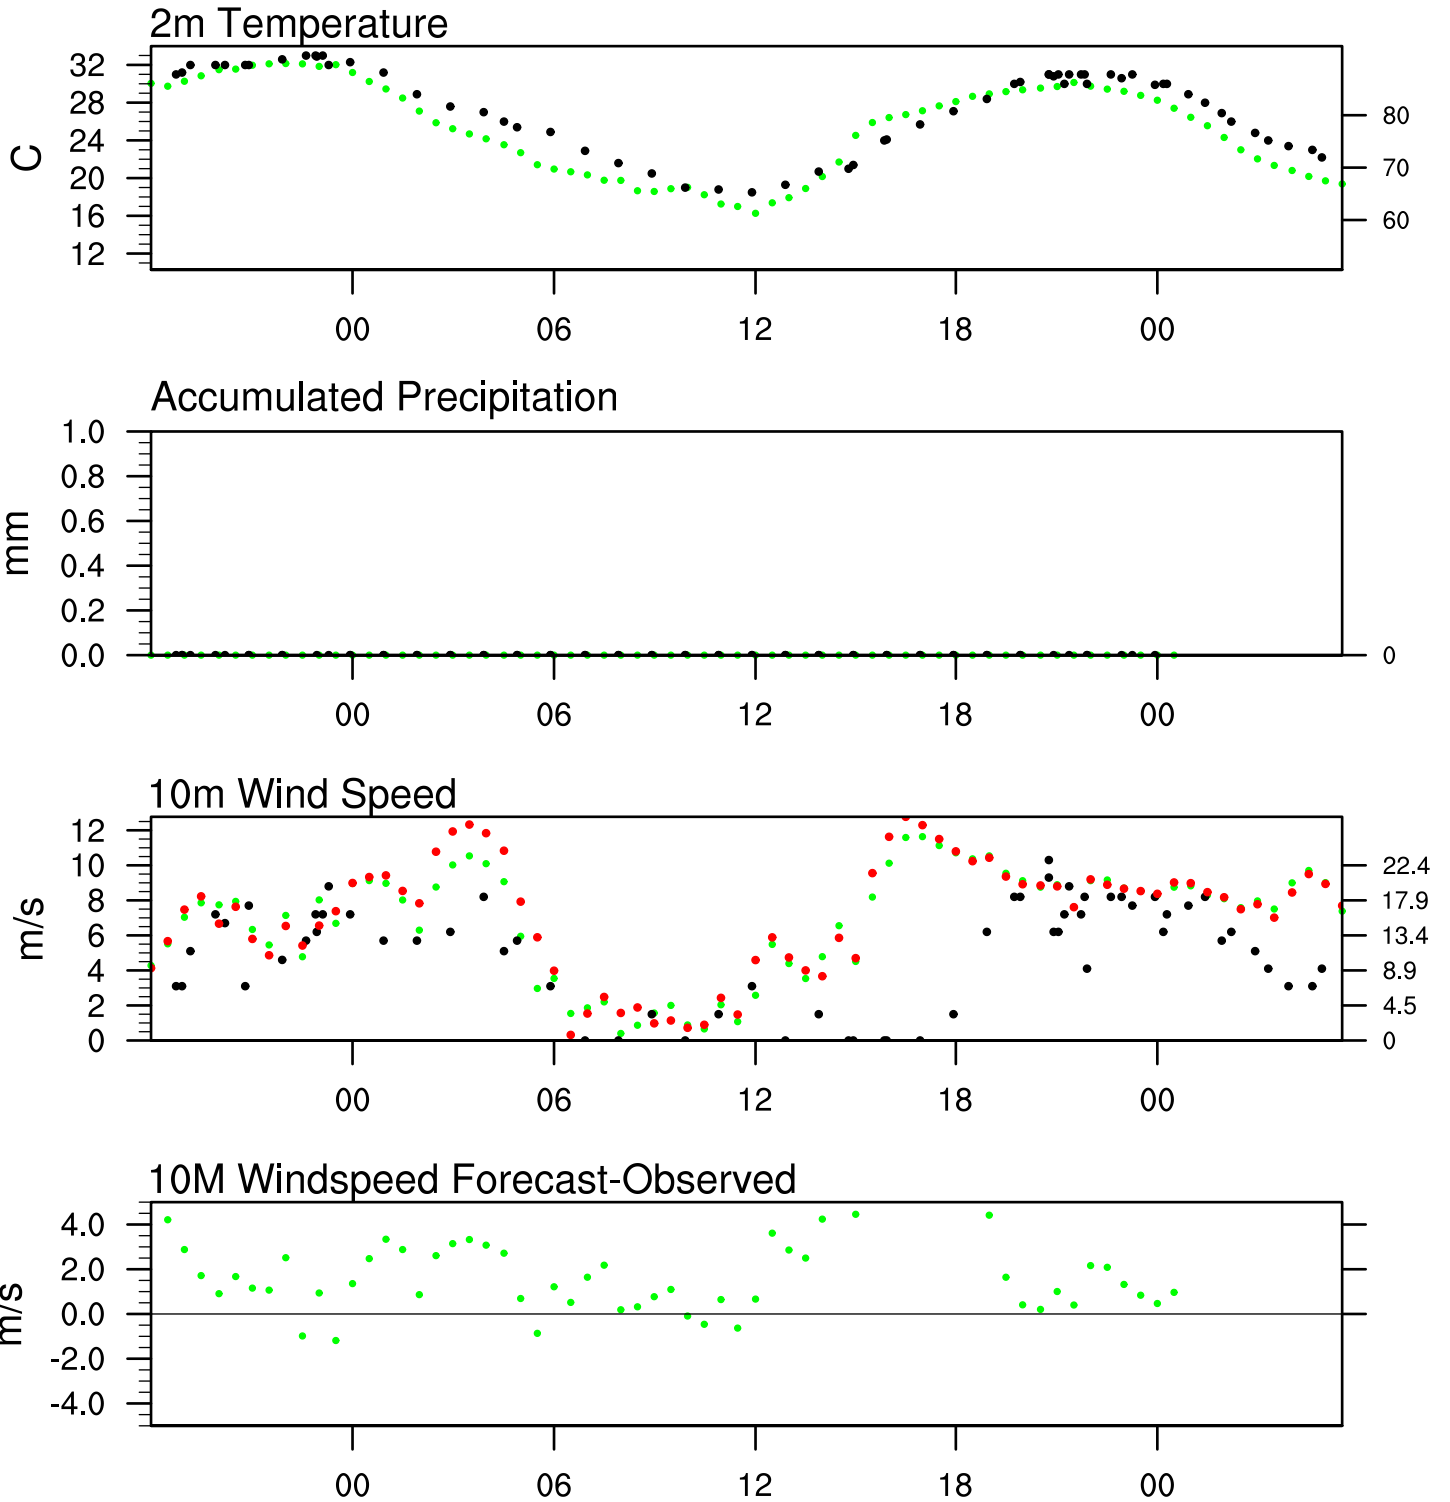 2m Temperature
C
32
28
24
20
16
12
80
70
60
00 06 12 18 00
Accumulated Precipitation
mm
1.0
0.8
0.6
0.4
0.2
0.0
0
00 06 12 18 00
10m Wind Speed
m/s
12
10
8
6
4
2
0
22.4
17.9
13.4
8.9
4.5
0
00 06 12 18 00
10M Windspeed Forecast-Observed
m/s
4.0
2.0
0.0
-2.0
-4.0
00 06 12 18 00